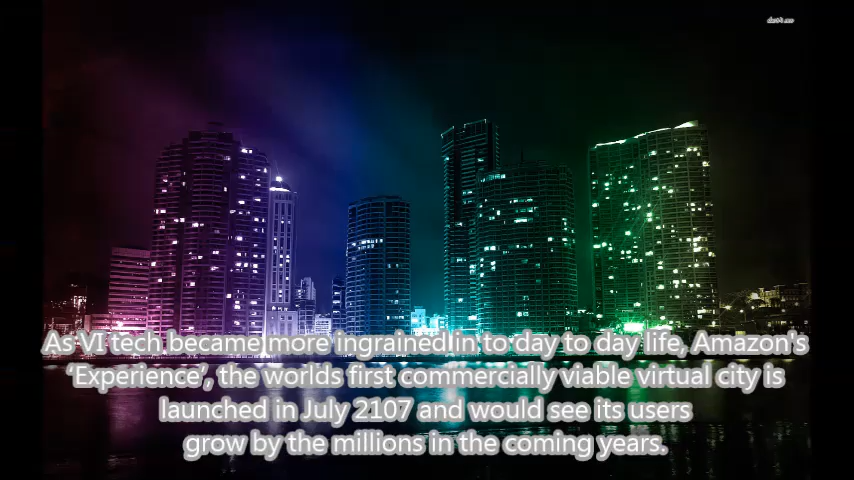 As VI tech became more ingrained in to day to day life, Amazon's
‘Experience’, the worlds first commercially viable virtual city is
launched in July 2107 and would see its users
grow by the millions in the coming years.